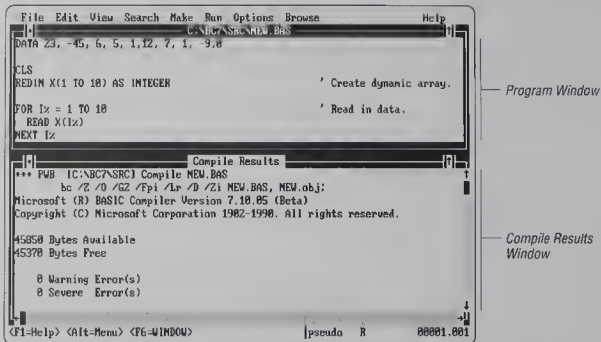 File Edit View Search Make Run Options Browse Help
C:\BC7\SRC\NEW.BAS
DATA 23, -45, 6, 5, 1,12, 7, 1, -9,0
CLS
REDIM X(1 TO 10) AS INTEGER ' Create dynamic array.
FOR I% = 1 TO 10 ' Read in data.
READ X(I%)
NEXT I%
Program Window
Compile Results
+++ PWB [C:\BC7\SRC] Compile NEW.BAS
bc /Z /O /G2 /Fpi /Lr /D /Zi NEW.BAS, NEW.obj;
Microsoft (R) BASIC Compiler Version 7.10.05 (Beta)
Copyright (C) Microsoft Corporation 1982-1990. All rights reserved.
45850 Bytes Available
45370 Bytes Free
0 Warning Error(s)
0 Severe Error(s)
Compile Results
Window
<F1=Help> <Alt=Menu> <F6=WINDOW> pseudo R 00001.001